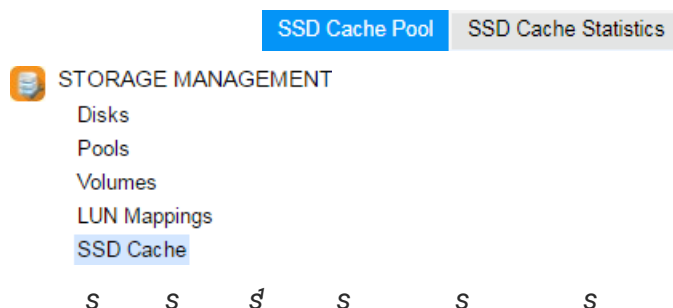 SSD Cache Pool SSD Cache Statistics
STORAGE MANAGEMENT
Disks
Pools
Volumes
LUN Mappings
SSD Cache
s s s s s s